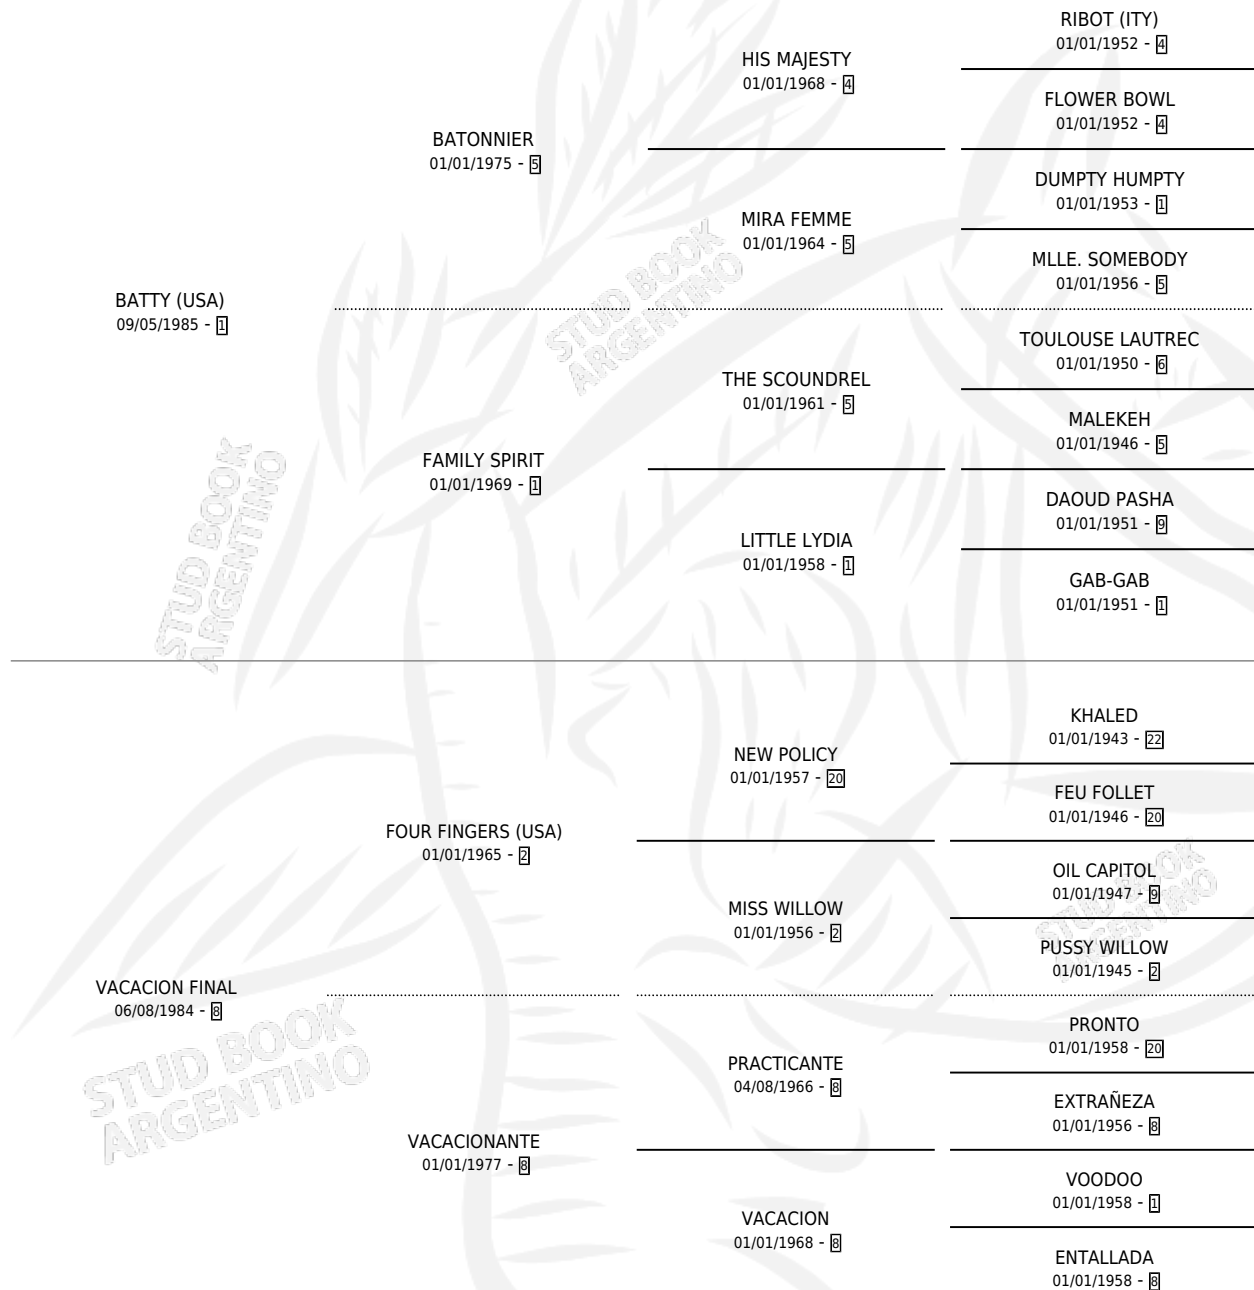 RIBOT (ITY)
01/01/1952 - 4
HIS MAJESTY
01/01/1968 - 4
FLOWER BOWL
01/01/1952 - 4
BATONNIER
01/01/1975 - 5
DUMPTY HUMPTY
01/01/1953 - 1
MIRA FEMME
01/01/1964 - 5
MLLE. SOMEBODY
01/01/1956 - 5
BATTY (USA)
09/05/1985 - 1
TOULOUSE LAUTREC
01/01/1950 - 6
THE SCOUNDREL
01/01/1961 - 5
MALEKEH
01/01/1946 - 5
FAMILY SPIRIT
01/01/1969 - 1
DAOUD PASHA
01/01/1951 - 9
LITTLE LYDIA
01/01/1958 - 1
GAB-GAB
01/01/1951 - 1
KHALED
01/01/1943 - 22
NEW POLICY
01/01/1957 - 20
FEU FOLLET
01/01/1946 - 20
FOUR FINGERS (USA)
01/01/1965 - 2
OIL CAPITOL
01/01/1947 - 9
MISS WILLOW
01/01/1956 - 2
PUSSY WILLOW
01/01/1945 - 2
VACACION FINAL
06/08/1984 - 8
PRONTO
01/01/1958 - 20
PRACTICANTE
04/08/1966 - 8
EXTRAÑEZA
01/01/1956 - 8
VACACIONANTE
01/01/1977 - 8
VOODOO
01/01/1958 - 1
VACACION
01/01/1968 - 8
ENTALLADA
01/01/1958 - 8
STUD BOOK
ARGENTINO
STUD BOOK
ARGENTINO
STUD BOOK
ARGENTINO
STUD BOOK
ARGENTINO